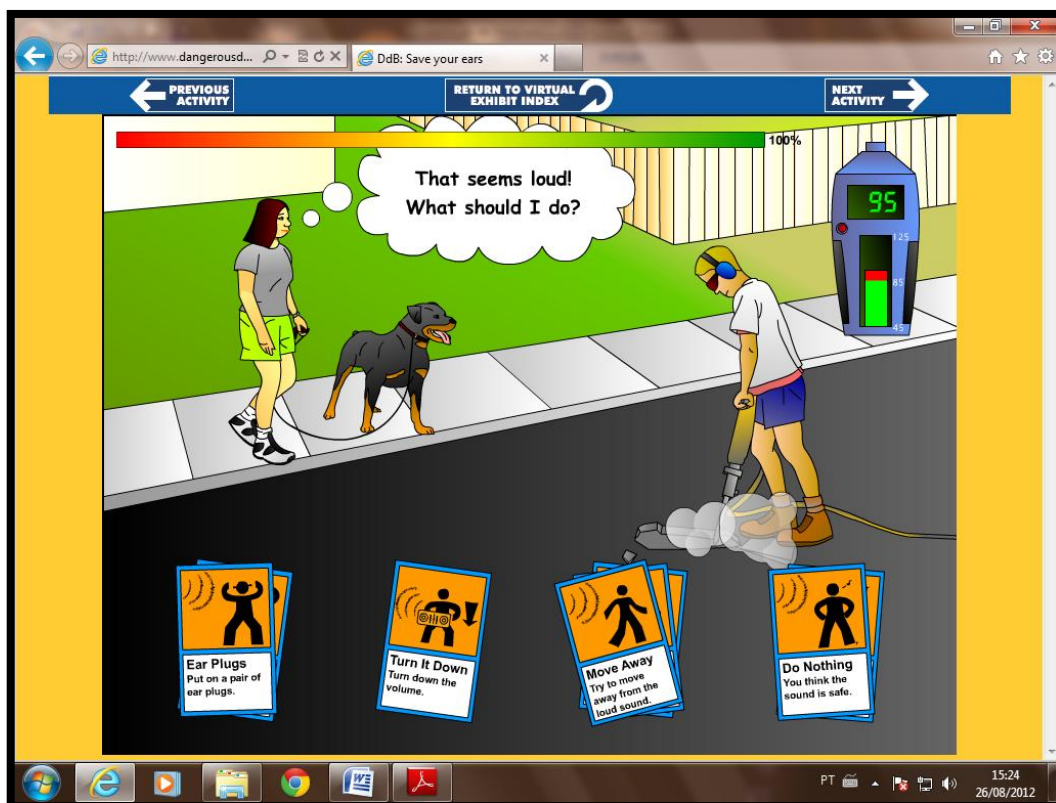 http://www.dangerousd...
DdB: Save your ears
PREVIOUS
ACTIVITY
RETURN TO VIRTUAL
EXHIBIT INDEX
NEXT
ACTIVITY
100%
That seems loud!
What should I do?
95
125
85
45
Ear Plugs
Put on a pair of
ear plugs.
Turn It Down
Turn down the
volume.
Move Away
Try to move
away from the
loud sound.
Do Nothing
You think the
sound is safe.
PT
15:24
26/08/2012